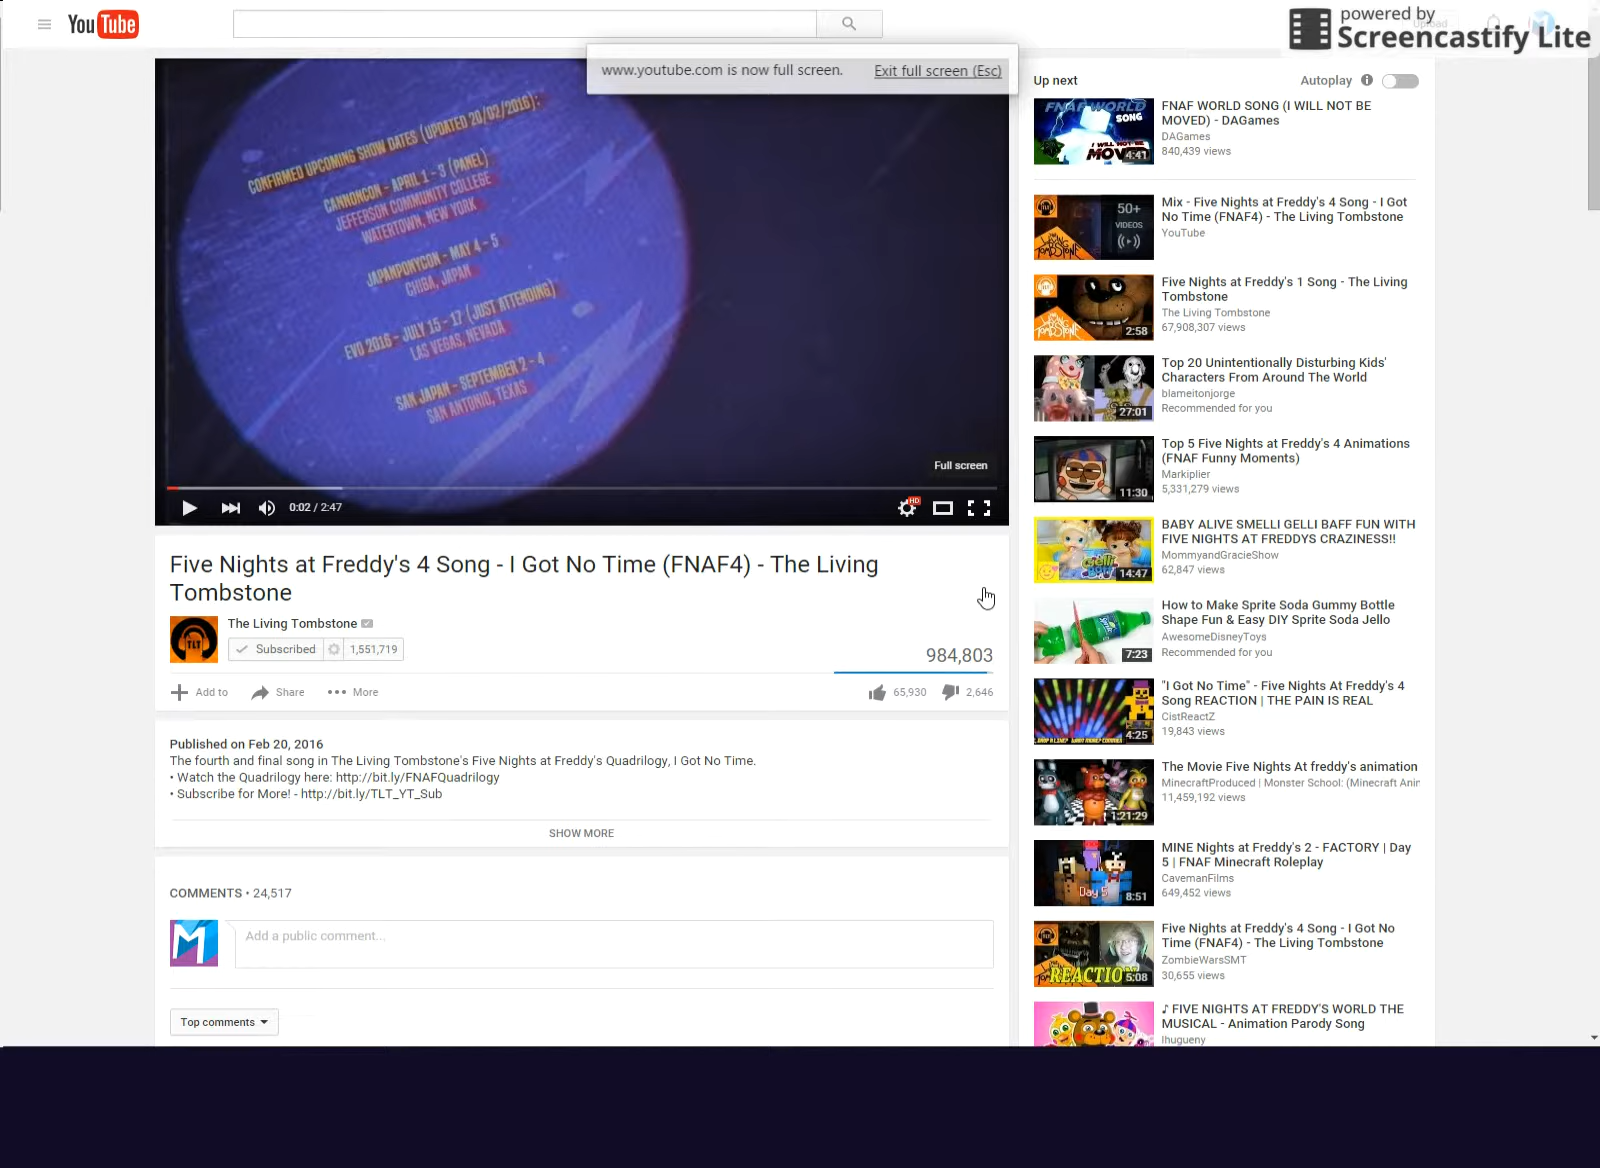 YouTube
Upload
powered by
Screencastify Lite
www.youtube.com is now full screen. Exit full screen (Esc)
CONFIRMED UPCOMING SHOW DATES (UPDATED 20/02/2016):
CANNONCON - APRIL 1 - 3 (PANEL)
JEFFERSON COMMUNITY COLLEGE
WATERTOWN, NEW YORK
JAPANPONYCON - MAY 4 - 5
CHIBA, JAPAN
EVO 2016 - JULY 15 - 17 (JUST ATTENDING)
LAS VEGAS, NEVADA
SAN JAPAN - SEPTEMBER 2 - 4
SAN ANTONIO, TEXAS
Full screen
0:02 / 2:47
HD
Five Nights at Freddy's 4 Song - I Got No Time (FNAF4) - The Living
Tombstone
TLT
The Living Tombstone
Subscribed 1,551,719
984,803
Add to Share More 65,930 2,646
Published on Feb 20, 2016
The fourth and final song in The Living Tombstone's Five Nights at Freddy's Quadrilogy, I Got No Time.
• Watch the Quadrilogy here: http://bit.ly/FNAFQuadrilogy
• Subscribe for More! - http://bit.ly/TLT_YT_Sub
SHOW MORE
COMMENTS • 24,517
M
Add a public comment...
Top comments
Up next Autoplay
FNAF WORLD
SONG
I WILL NOT BE
MOVED
4:41
FNAF WORLD SONG (I WILL NOT BE
MOVED) - DAGames
DAGames
840,439 views
50+
VIDEOS
Mix - Five Nights at Freddy's 4 Song - I Got
No Time (FNAF4) - The Living Tombstone
YouTube
2:58
Five Nights at Freddy's 1 Song - The Living
Tombstone
The Living Tombstone
67,908,307 views
27:01
Top 20 Unintentionally Disturbing Kids'
Characters From Around The World
blameitonjorge
Recommended for you
11:30
Top 5 Five Nights at Freddy's 4 Animations
(FNAF Funny Moments)
Markiplier
5,331,279 views
14:47
BABY ALIVE SMELLI GELLI BAFF FUN WITH
FIVE NIGHTS AT FREDDYS CRAZINESS!!
MommyandGracieShow
62,847 views
7:23
How to Make Sprite Soda Gummy Bottle
Shape Fun & Easy DIY Sprite Soda Jello
AwesomeDisneyToys
Recommended for you
4:25
"I Got No Time" - Five Nights At Freddy's 4
Song REACTION | THE PAIN IS REAL
CistReactZ
19,843 views
1:21:29
The Movie Five Nights At freddy's animation
MinecraftProduced | Monster School: (Minecraft Anir
11,459,192 views
Day 5
8:51
MINE Nights at Freddy's 2 - FACTORY | Day
5 | FNAF Minecraft Roleplay
CavemanFilms
649,452 views
REACTION
5:08
Five Nights at Freddy's 4 Song - I Got No
Time (FNAF4) - The Living Tombstone
ZombieWarsSMT
30,655 views
♪ FIVE NIGHTS AT FREDDY'S WORLD THE
MUSICAL - Animation Parody Song
lhugueny